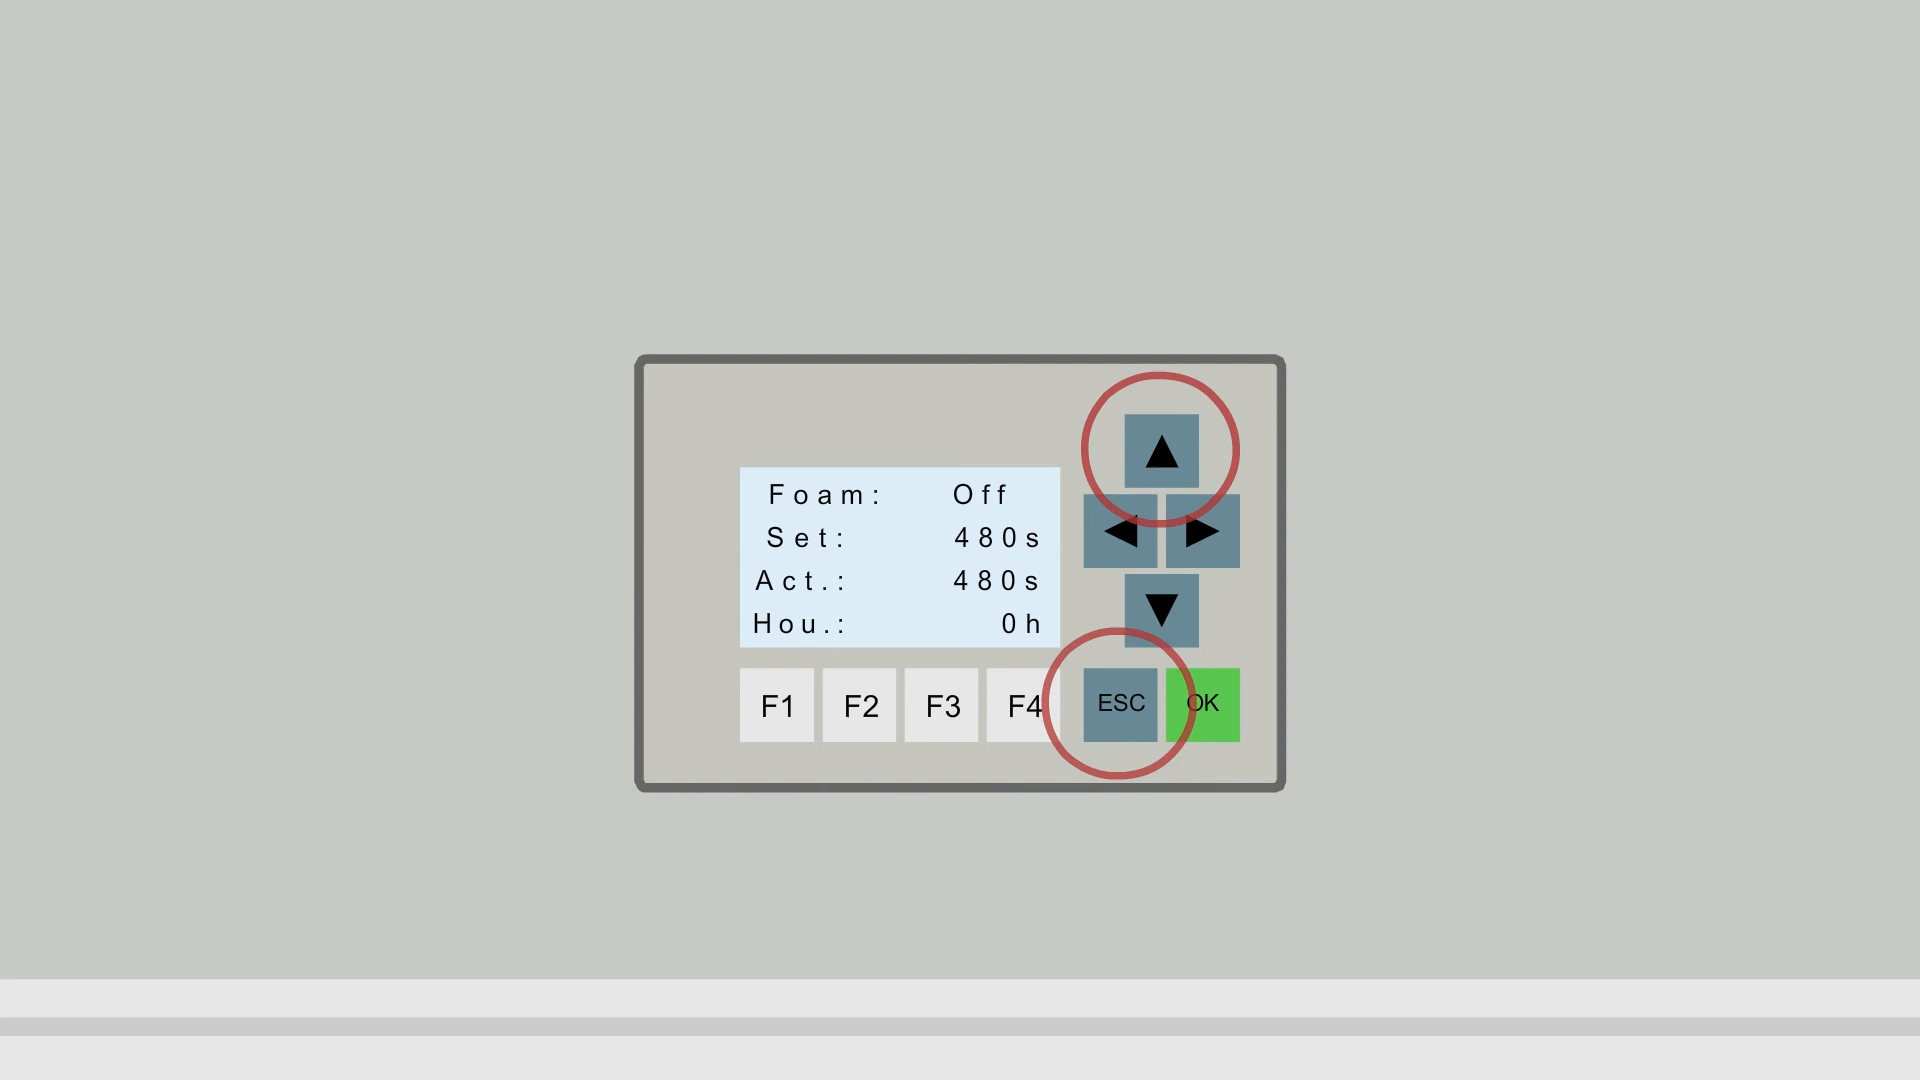 Foam: Off
Set: 480s
Act.: 480s
Hou.: 0h
F1 F2 F3 F4 ESC OK